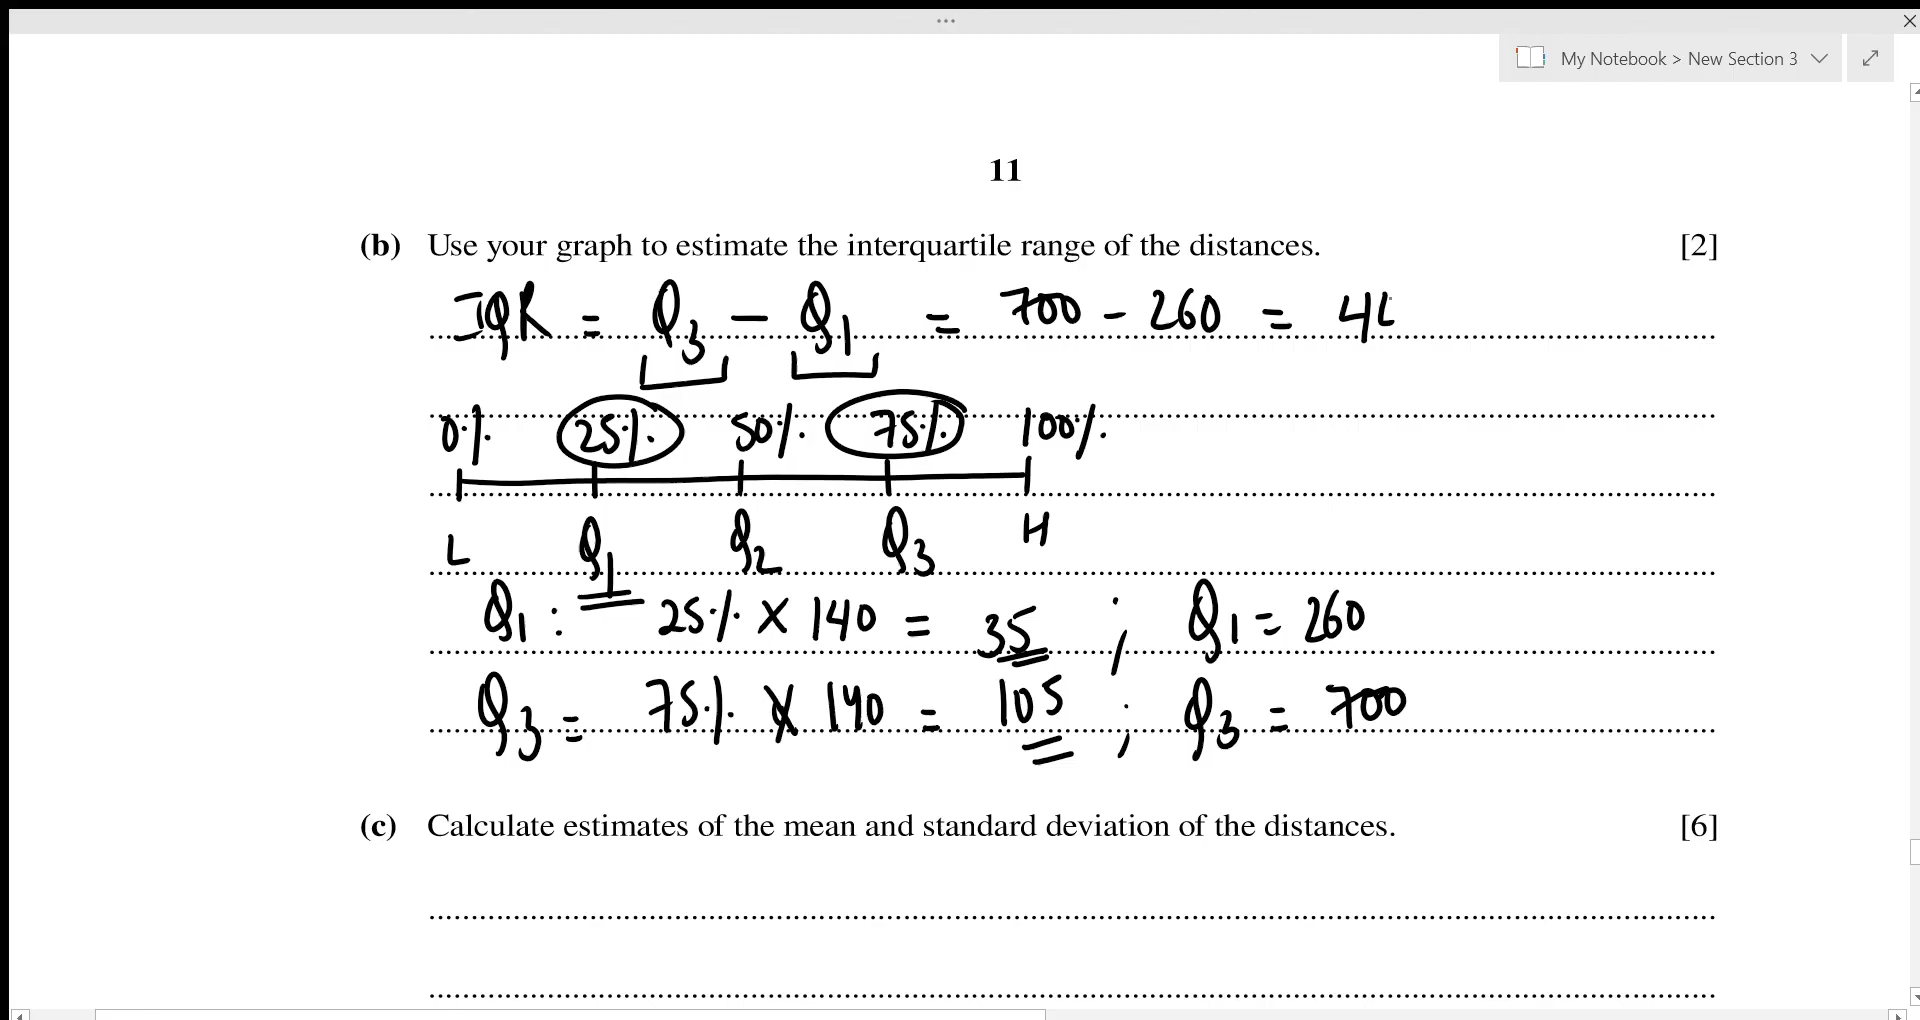 ...
My Notebook > New Section 3
11
(b) Use your graph to estimate the interquartile range of the distances. [2]
IQR = Q3 - Q1 = 700 - 260 = 4
0% 25% 50% 75% 100%
L Q1 Q2 Q3 H
Q1 : 25% × 140 = 35 ; Q1 = 260
Q3 = 75% × 140 = 105 ; Q3 = 700
(c) Calculate estimates of the mean and standard deviation of the distances. [6]